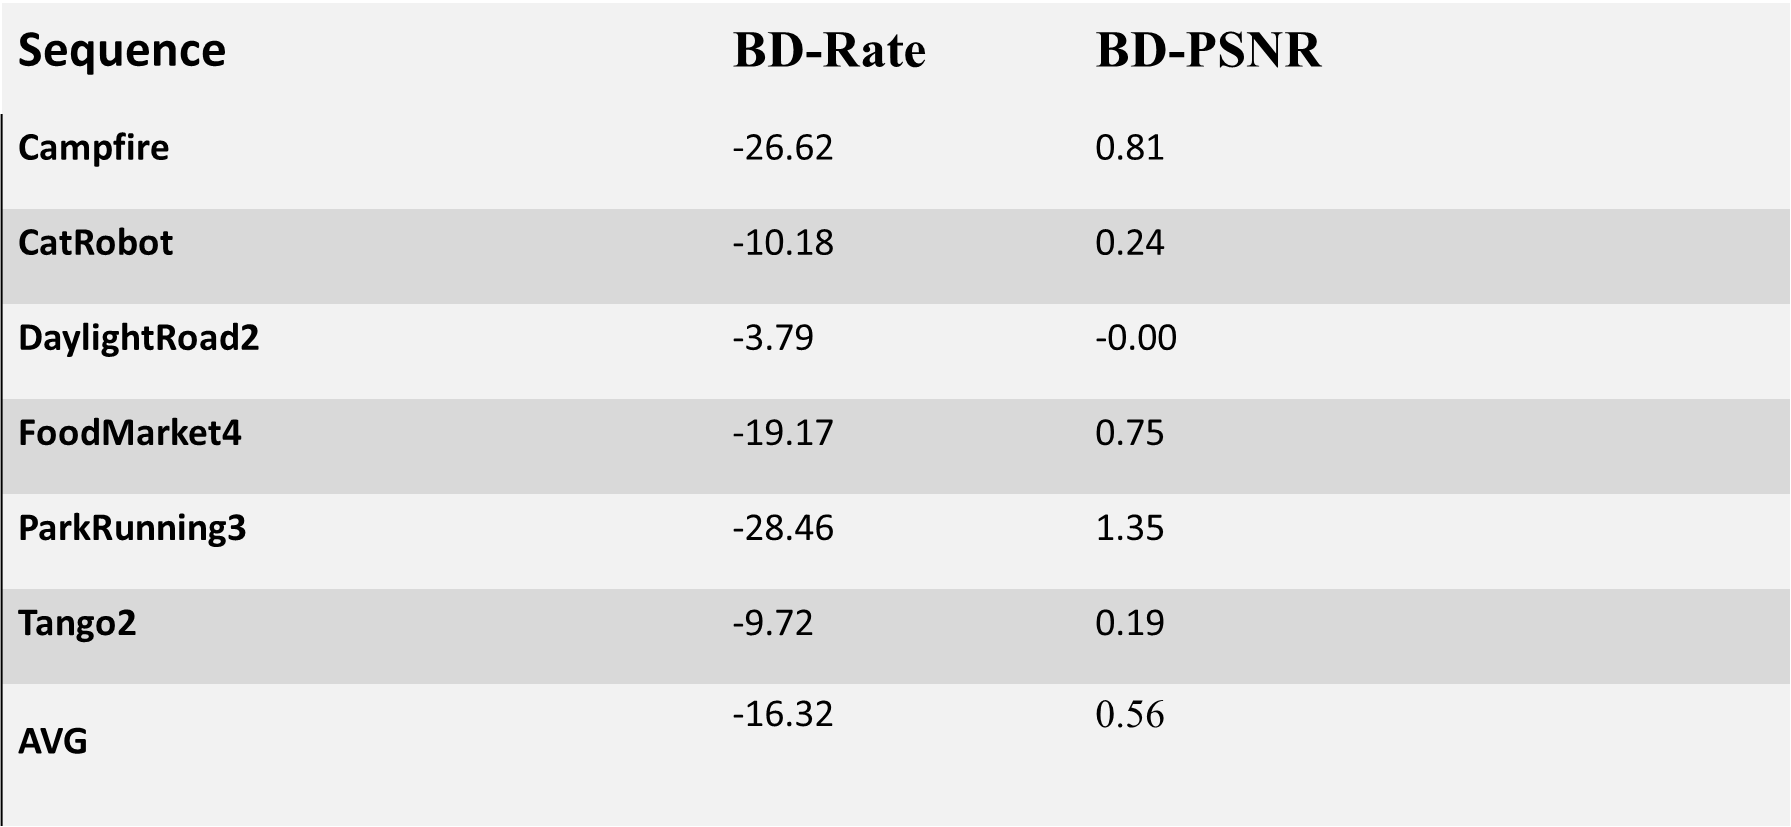 Sequence BD-Rate BD-PSNR
Campfire -26.62 0.81
CatRobot -10.18 0.24
DaylightRoad2 -3.79 -0.00
FoodMarket4 -19.17 0.75
ParkRunning3 -28.46 1.35
Tango2 -9.72 0.19
AVG -16.32 0.56